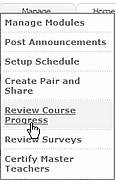 Manage Home
Manage Modules
Post Announcements
Setup Schedule
Create Pair and
Share
Review Course
Progress
Review Surveys
Certify Master
Teachers